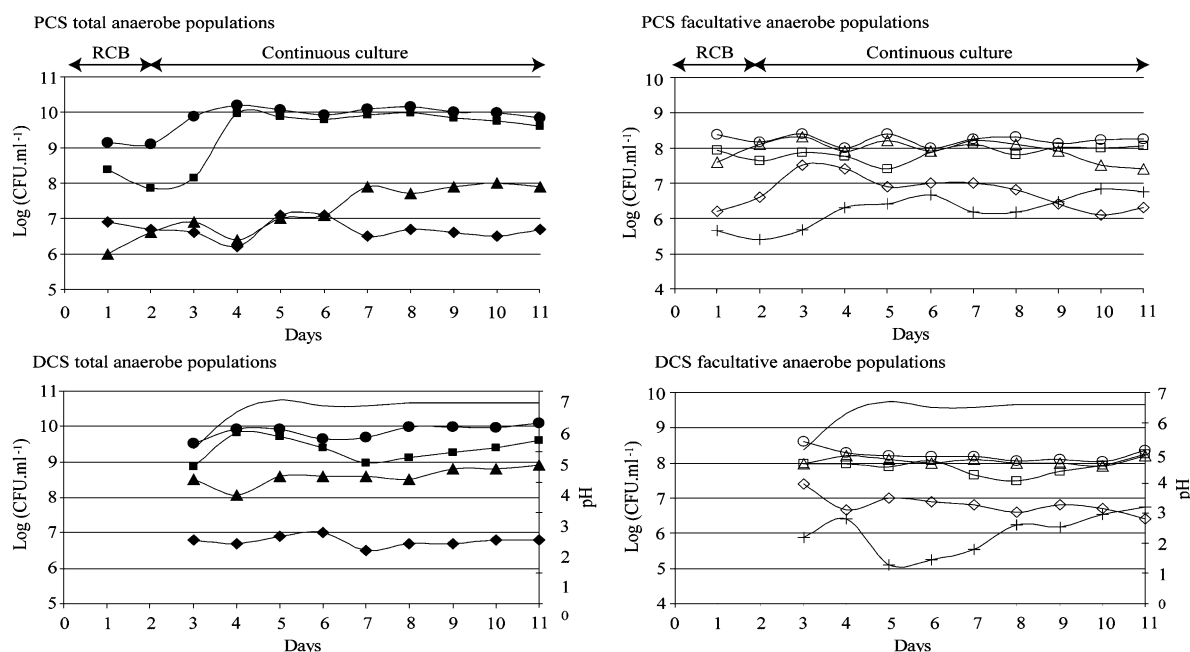 PCS total anaerobe populations
RCB Continuous culture
11
10
9
8
7
6
5
Log (CFU.ml-1)
0 1 2 3 4 5 6 7 8 9 10 11
Days
PCS facultative anaerobe populations
RCB Continuous culture
10
9
8
7
6
5
4
Log (CFU.ml-1)
0 1 2 3 4 5 6 7 8 9 10 11
Days
DCS total anaerobe populations
11
10
9
8
7
6
5
Log (CFU.ml-1)
7
6
5
4
3
2
1
0
pH
0 1 2 3 4 5 6 7 8 9 10 11
Days
DCS facultative anaerobe populations
10
9
8
7
6
5
4
Log (CFU.ml-1)
7
6
5
4
3
2
1
0
pH
0 1 2 3 4 5 6 7 8 9 10 11
Days